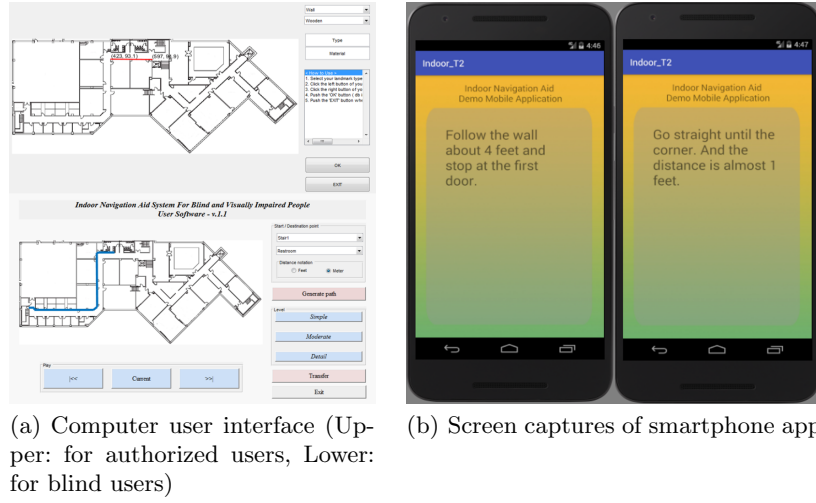 Wall
Wooden
Type
Material
(423, 93.1)
< How to Use >
1. Select your landmark type
2. Click the left button of you
3. Click the right button of yo
4. Push the "OK" button
5. Push the "EXIT" button whe
OK
EXIT
Indoor Navigation Aid System For Blind and Visually Impaired People
User Software - v.1.1
Start / Destination point
Start1
Restroom
Distance notation
Feet Meter
Generate path
Level
Simple
Moderate
Detail
Play
|<< Current >>|
Transfer
Exit
(a) Computer user interface (Up-
per: for authorized users, Lower:
for blind users)
4:46
Indoor_T2
Indoor Navigation Aid
Demo Mobile Application
Follow the wall
about 4 feet and
stop at the first
door.
4:47
Indoor_T2
Indoor Navigation Aid
Demo Mobile Application
Go straight until the
corner. And the
distance is almost 1
feet.
(b) Screen captures of smartphone app